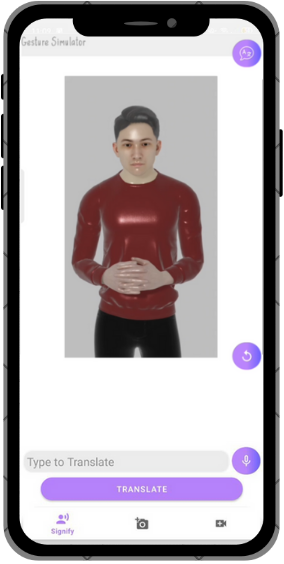 Gesture Simulator
Type to Translate
TRANSLATE
Signify